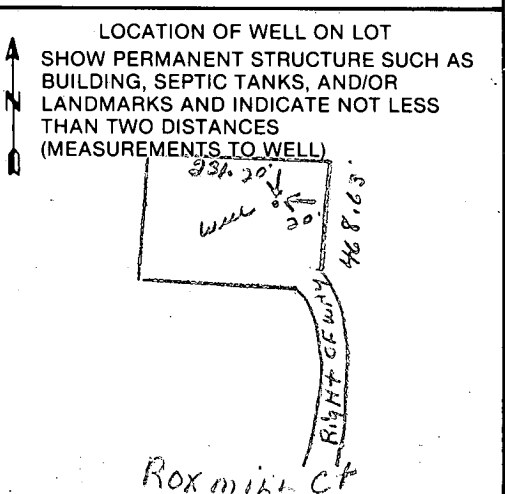 LOCATION OF WELL ON LOT
SHOW PERMANENT STRUCTURE SUCH AS
BUILDING, SEPTIC TANKS, AND/OR
LANDMARKS AND INDICATE NOT LESS
THAN TWO DISTANCES
(MEASUREMENTS TO WELL)
N
231. 20'
Well
20'
468.63'
RIGHT OF WAY
Ct